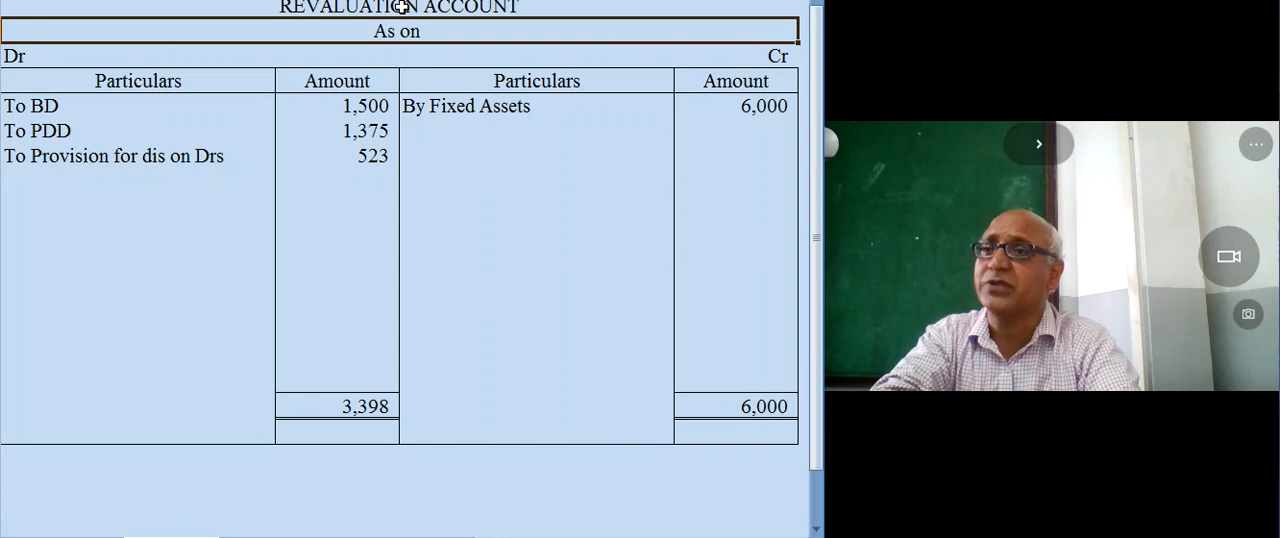 REVALUATION ACCOUNT
As on
Dr Cr
Particulars Amount Particulars Amount
To BD 1,500 By Fixed Assets 6,000
To PDD 1,375
To Provision for dis on Drs 523
3,398 6,000